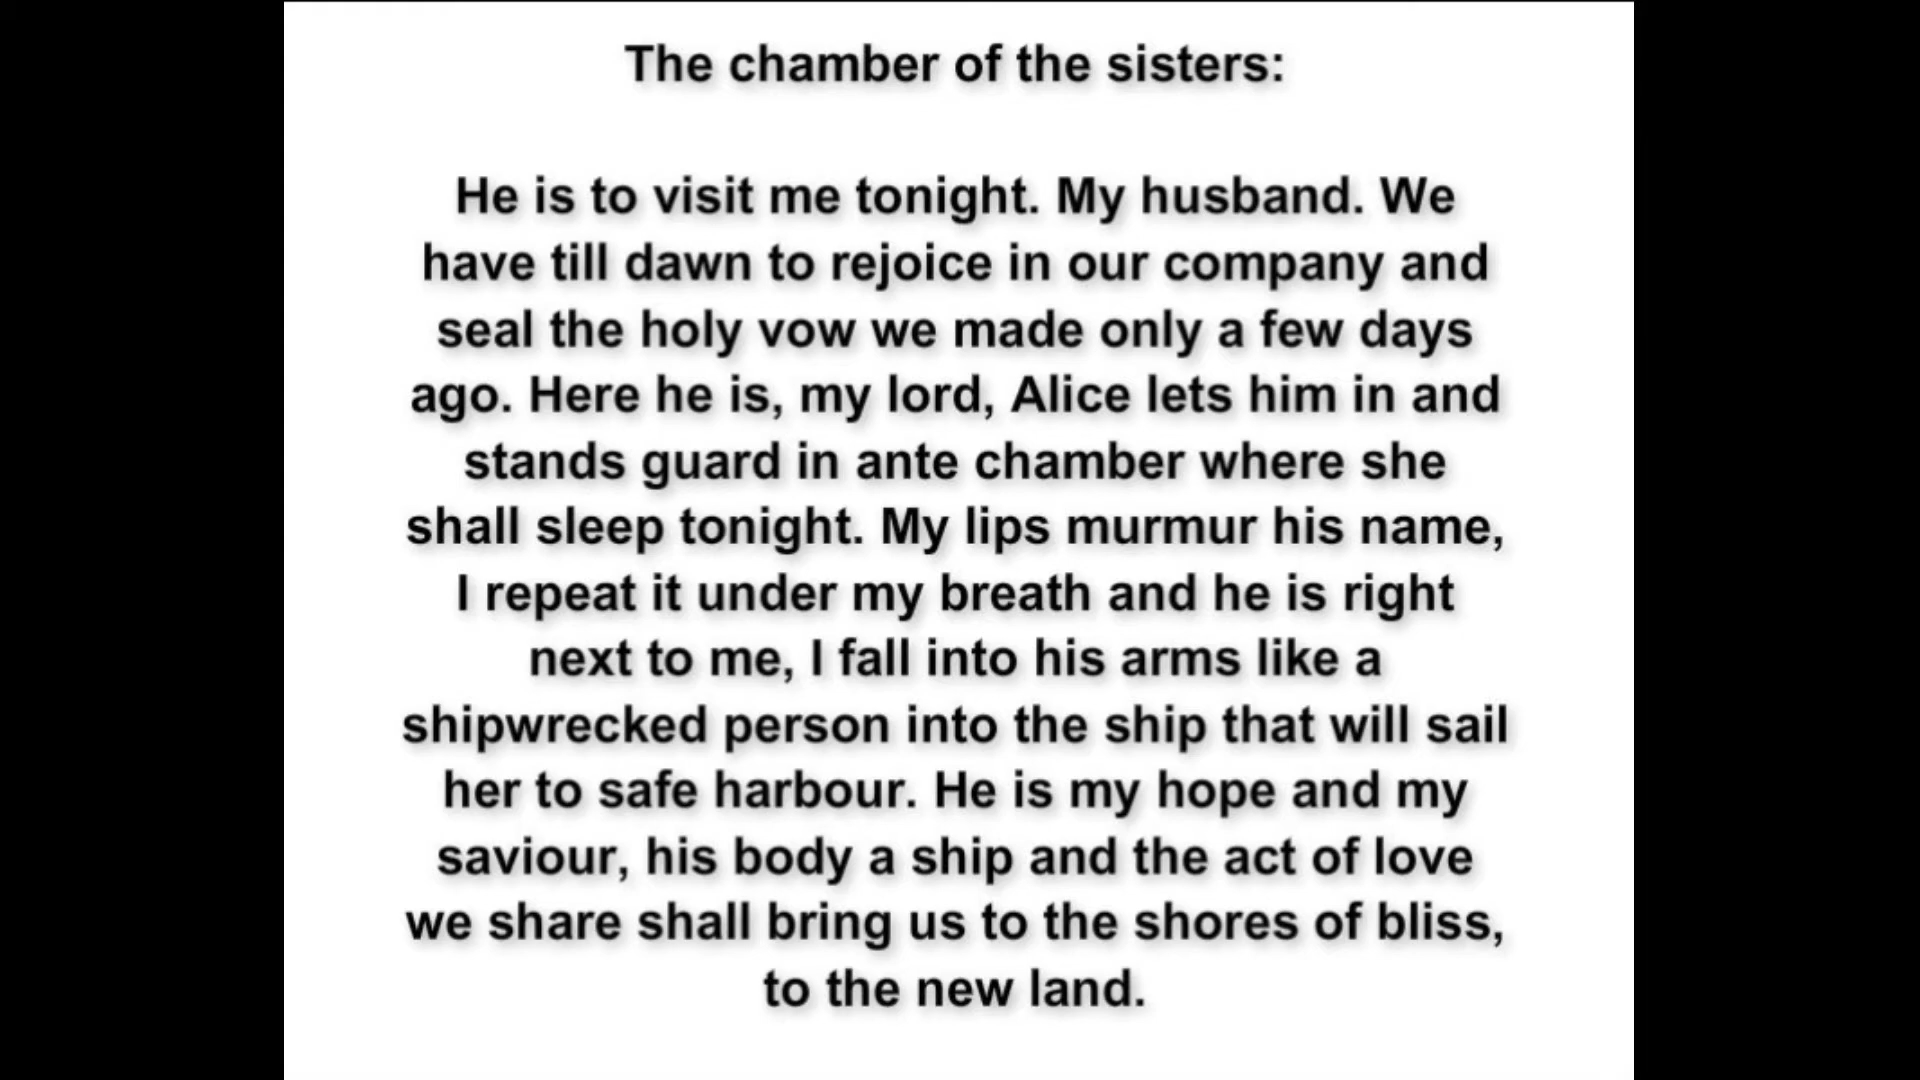 The chamber of the sisters:
He is to visit me tonight. My husband. We
have till dawn to rejoice in our company and
seal the holy vow we made only a few days
ago. Here he is, my lord, Alice lets him in and
stands guard in ante chamber where she
shall sleep tonight. My lips murmur his name,
I repeat it under my breath and he is right
next to me, I fall into his arms like a
shipwrecked person into the ship that will sail
her to safe harbour. He is my hope and my
saviour, his body a ship and the act of love
we share shall bring us to the shores of bliss,
to the new land.